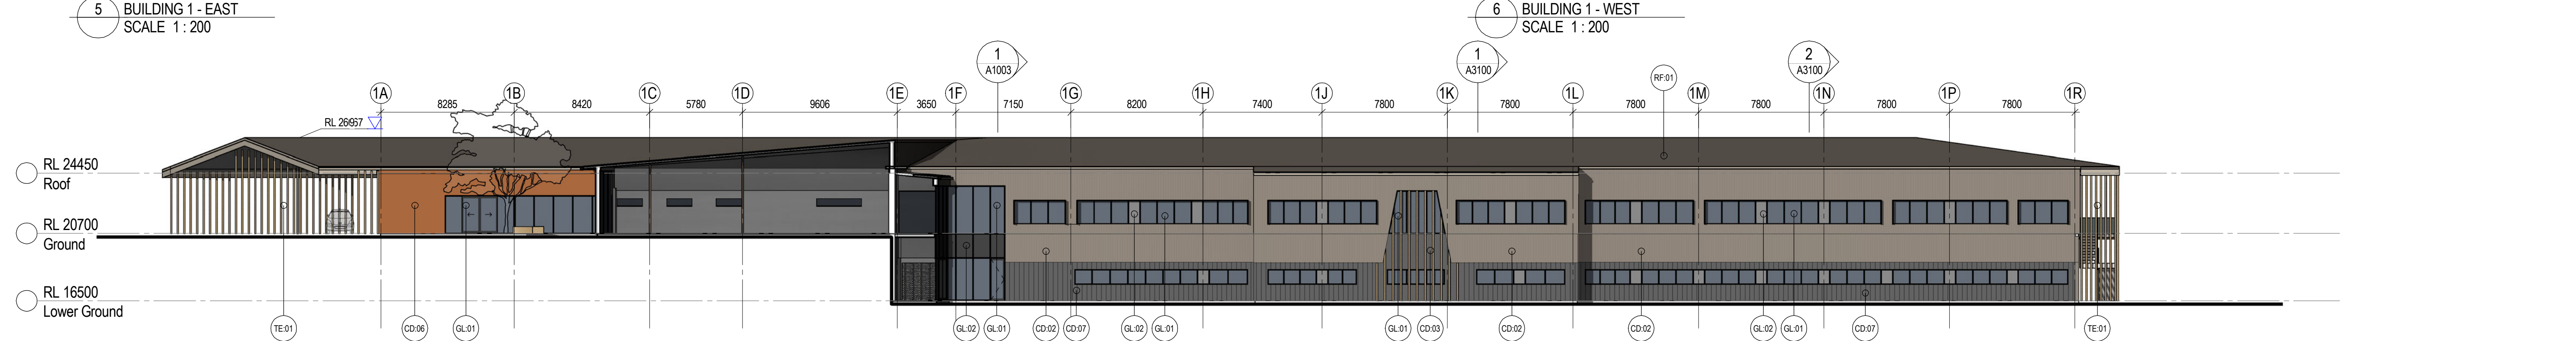 5 BUILDING 1 - EAST
SCALE 1 : 200
6 BUILDING 1 - WEST
SCALE 1 : 200
1 A1003
1 A3100
2 A3100
RF:01
1A 1B 1C 1D 1E 1F 1G 1H 1J 1K 1L 1M 1N 1P 1R
8285 8420 5780 9606 3650 7150 8200 7400 7800 7800 7800 7800 7800 7800
RL 24450
Roof
RL 20700
Ground
RL 16500
Lower Ground
TE:01 CD:06 GL:01 GL:02 GL:01 CD:02 CD:07 GL:02 GL:01 GL:01 CD:03 CD:02 CD:02 GL:02 GL:01 CD:07 TE:01